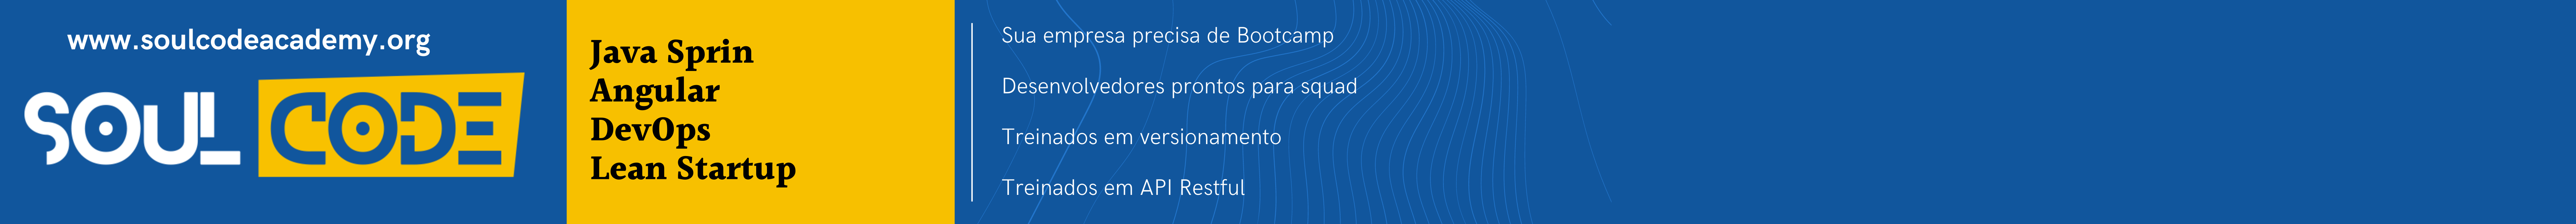 www.soulcodeacademy.org
SOUL CODE
Java Sprin
Angular
DevOps
Lean Startup
Sua empresa precisa de Bootcamp
Desenvolvedores prontos para squad
Treinados em versionamento
Treinados em API Restful